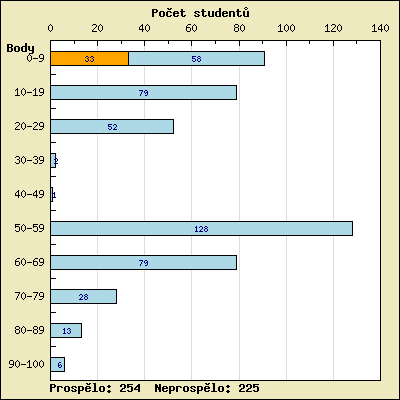 Počet studentů
0 20 40 60 80 100 120 140
Body
0-9 33 58
10-19 79
20-29 52
30-39 2
40-49 1
50-59 128
60-69 79
70-79 28
80-89 13
90-100 6
Prospělo: 254 Neprospělo: 225